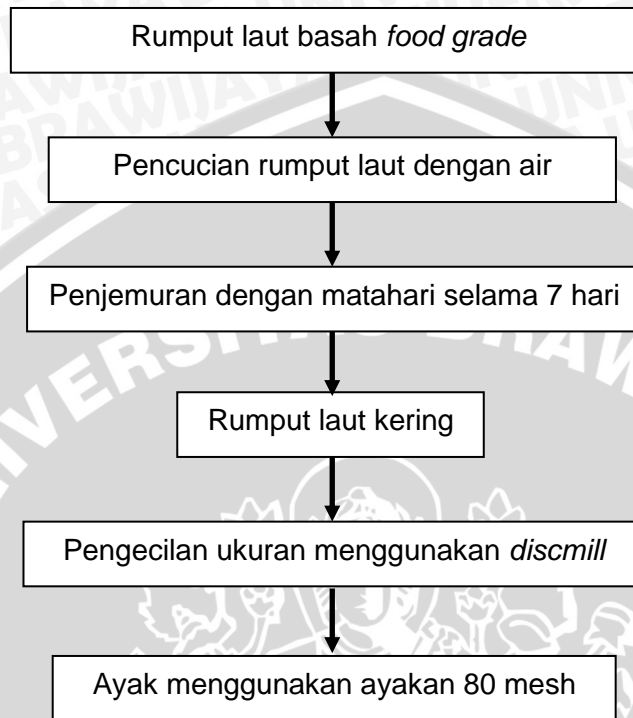 Rumput laut basah food grade
Pencucian rumput laut dengan air
Penjemuran dengan matahari selama 7 hari
Rumput laut kering
Pengecilan ukuran menggunakan discmill
Ayak menggunakan ayakan 80 mesh